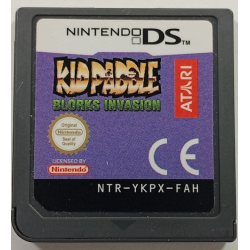 NINTENDO DS
KID PADDLE
BLORKS INVASION
ATARI
Original
Nintendo
Seal of
Quality
LICENSED BY
Nintendo
CE
NTR-YKPX-FAH